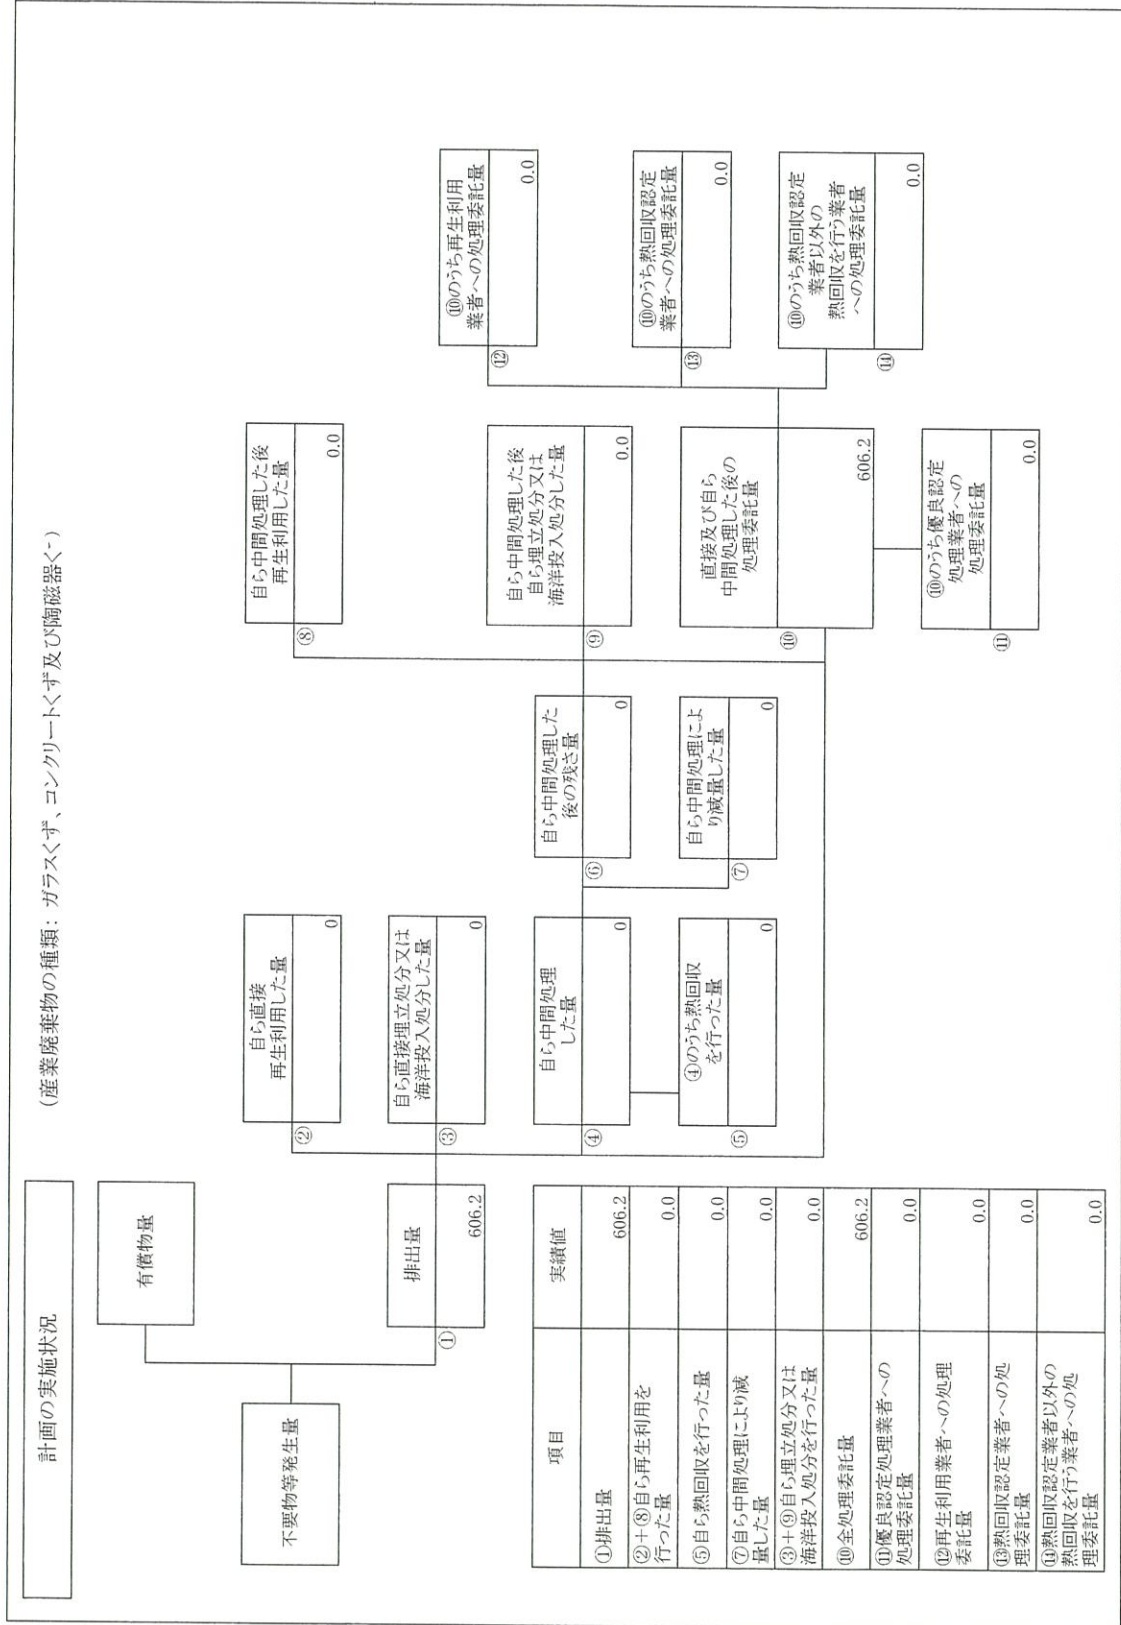 計画の実施状況
(産業廃棄物の種類: ガラスくず、コンクリートくず及び陶磁器く-)
不要物等発生量
有償物量
①
排出量
606.2
②
自ら直接
再生利用した量
0
③
自ら直接埋立処分又は
海洋投入処分した量
0
④
自ら中間処理
した量
0
⑤
④のうち熱回収
を行った量
0
⑥
自ら中間処理した
後の残さ量
0
⑦
自ら中間処理によ
り減量した量
0
⑧
自ら中間処理した後
再生利用した量
0.0
⑨
自ら中間処理した後
自ら埋立処分又は
海洋投入処分した量
0.0
⑩
直接及び自ら
中間処理した後の
処理委託量
606.2
⑪
⑩のうち優良認定
処理業者への
処理委託量
0.0
⑫
⑩のうち再生利用
業者への処理委託量
0.0
⑬
⑩のうち熱回収認定
業者への処理委託量
0.0
⑭
⑩のうち熱回収認定
業者以外の
熱回収を行う業者
への処理委託量
0.0
項目 実績値
①排出量 606.2
②+⑧自ら再生利用を
行った量 0.0
⑤自ら熱回収を行った量 0.0
⑦自ら中間処理により減
量した量 0.0
③+⑨自ら埋立処分又は
海洋投入処分を行った量 0.0
⑩全処理委託量 606.2
⑪優良認定処理業者への
処理委託量 0.0
⑫再生利用業者への処理
委託量 0.0
⑬熱回収認定業者への処
理委託量 0.0
⑭熱回収認定業者以外の
熱回収を行う業者への処
理委託量 0.0